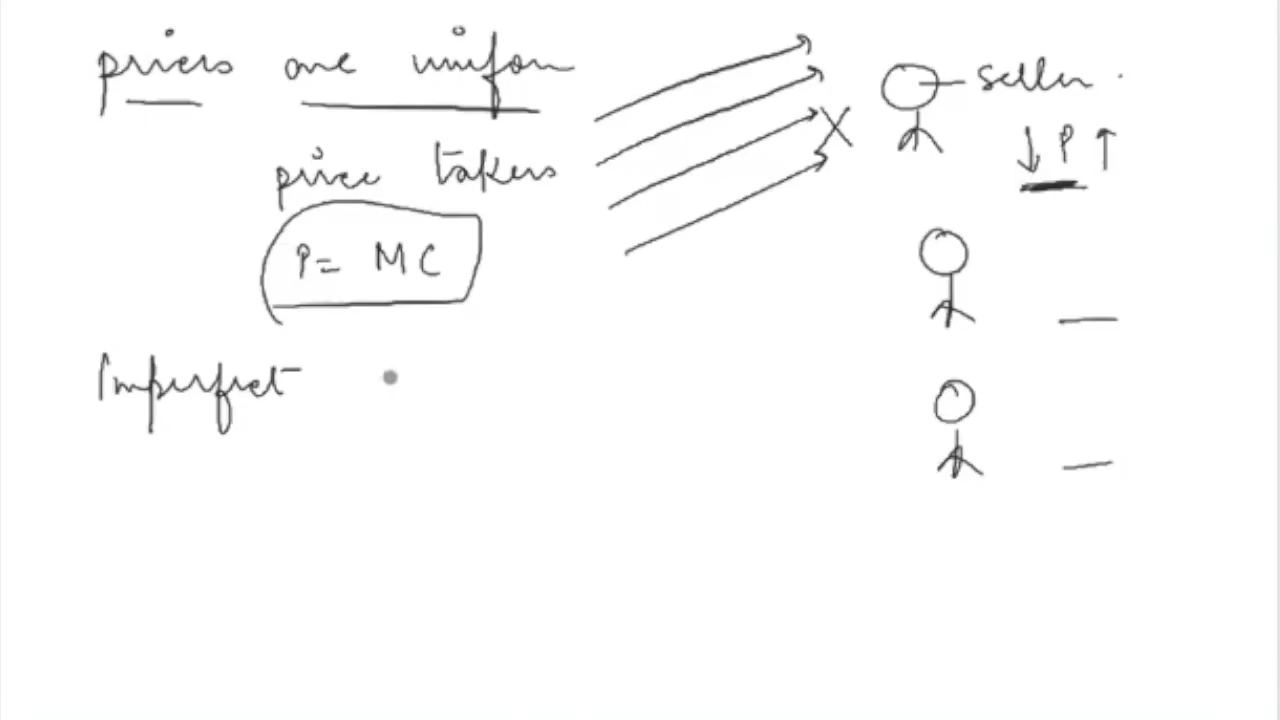 prices are uniform
price takers
P = MC
Imperfect
seller
↓ P ↑